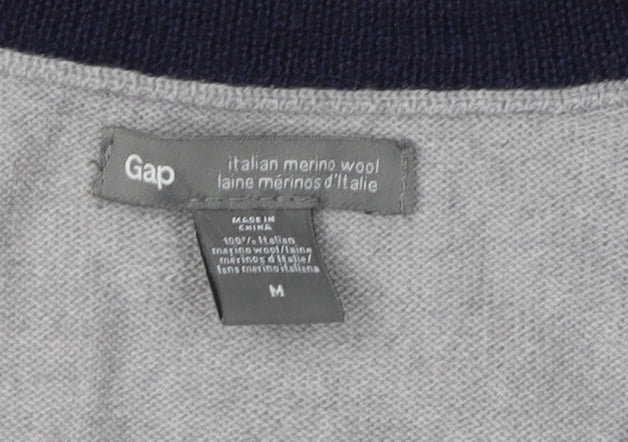 Gap
italian merino wool
laine mérinos d'Italie
MADE IN
CHINA
100% Italian
merino wool/laine
mérinos d'Italie/
lana merino italiana
M